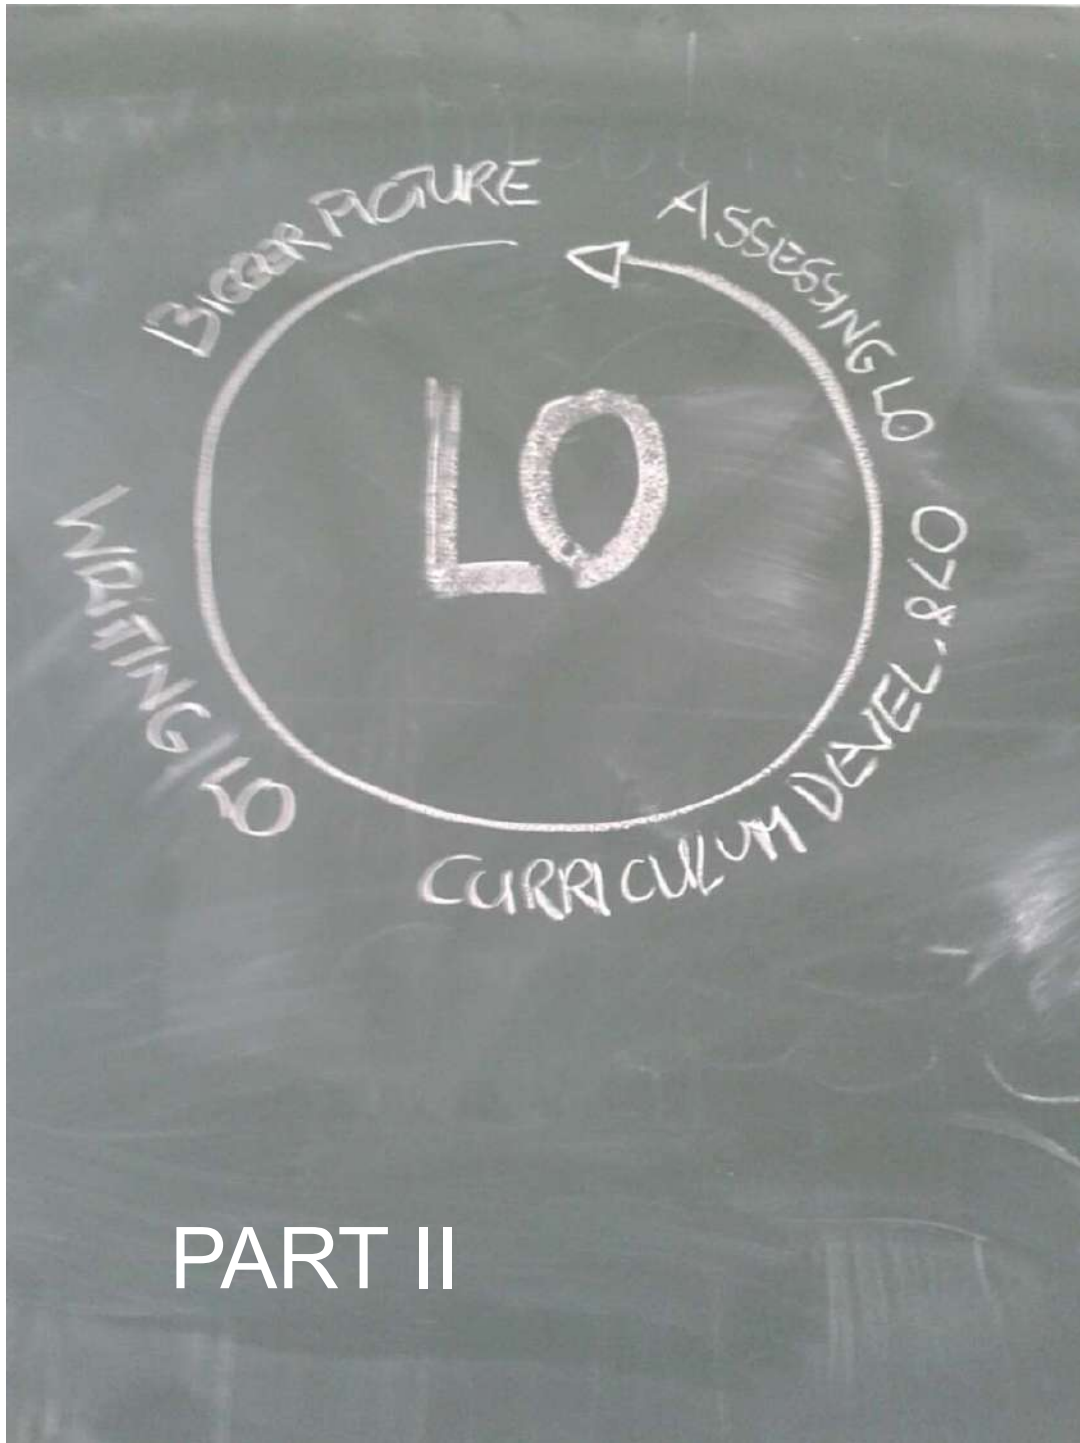 BIGGER PICTURE
WRITING LO
CURRICULUM DEVEL. & LO
ASSESSING LO
LO
PART II